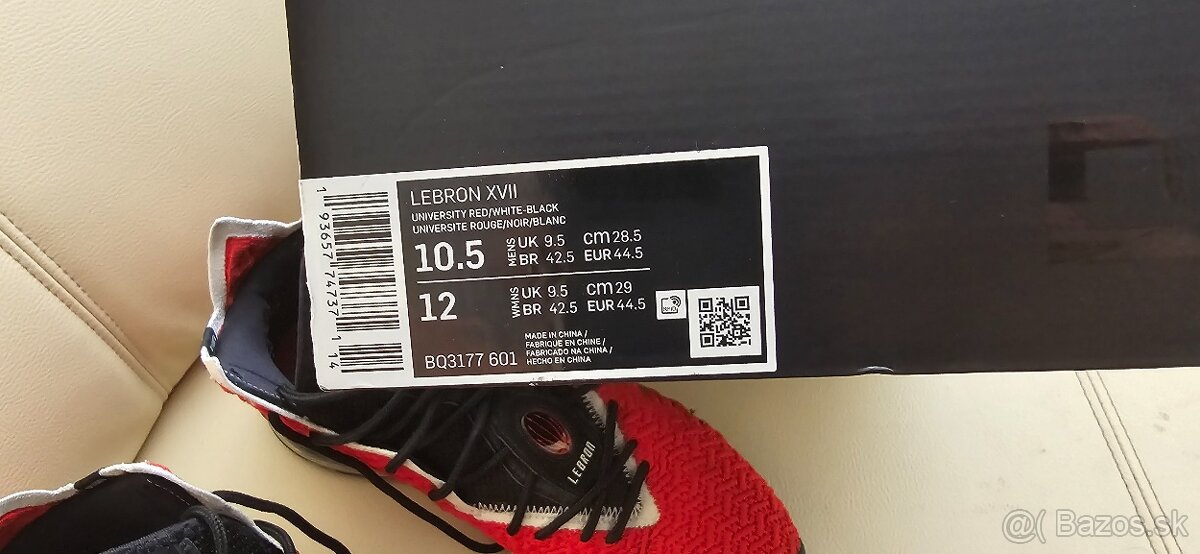 LEBRON XVII
UNIVERSITY RED/WHITE-BLACK
UNIVERSITE ROUGE/NOIR/BLANC
10.5 MENS UK 9.5 CM 28.5
BR 42.5 EUR 44.5
12 WMNS UK 9.5 CM 29
BR 42.5 EUR 44.5
BQ3177 601
MADE IN CHINA /
FABRIQUE EN CHINE /
FABRICADO NA CHINA /
HECHO EN CHINA
1 93657 74737 114
LEBRON
@( Bazos.sk